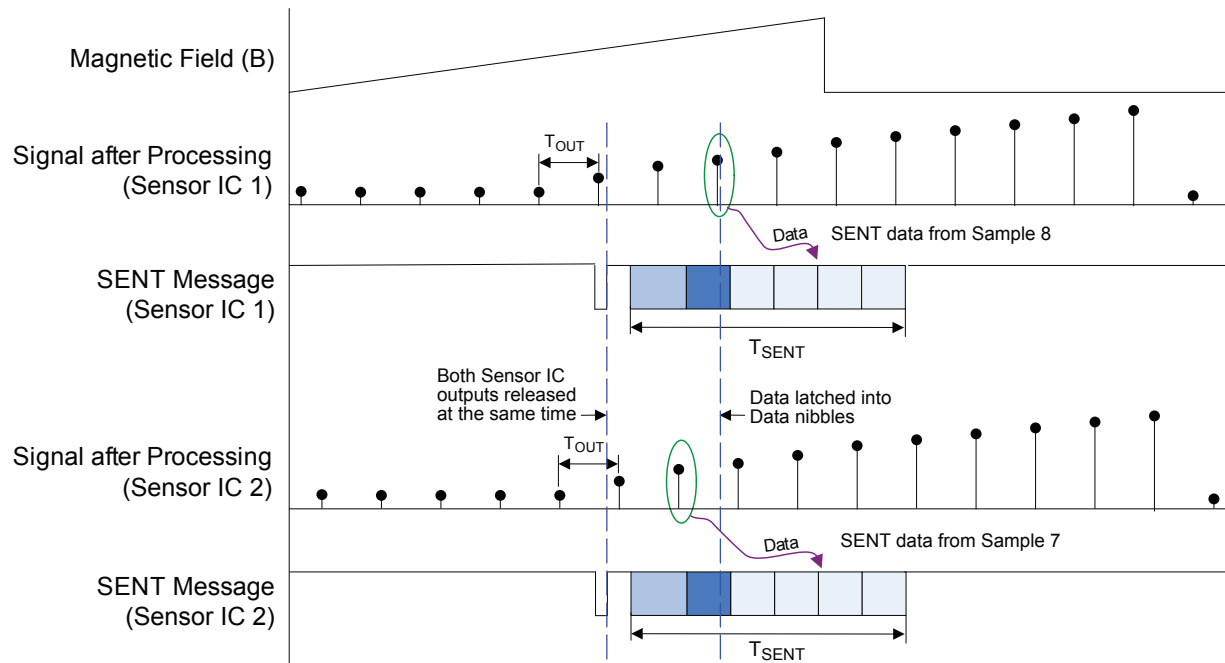 Magnetic Field (B)
Signal after Processing
(Sensor IC 1)
TOUT
Data
SENT data from Sample 8
SENT Message
(Sensor IC 1)
TSENT
Both Sensor IC
outputs released
at the same time
Data latched into
Data nibbles
Signal after Processing
(Sensor IC 2)
TOUT
Data
SENT data from Sample 7
SENT Message
(Sensor IC 2)
TSENT